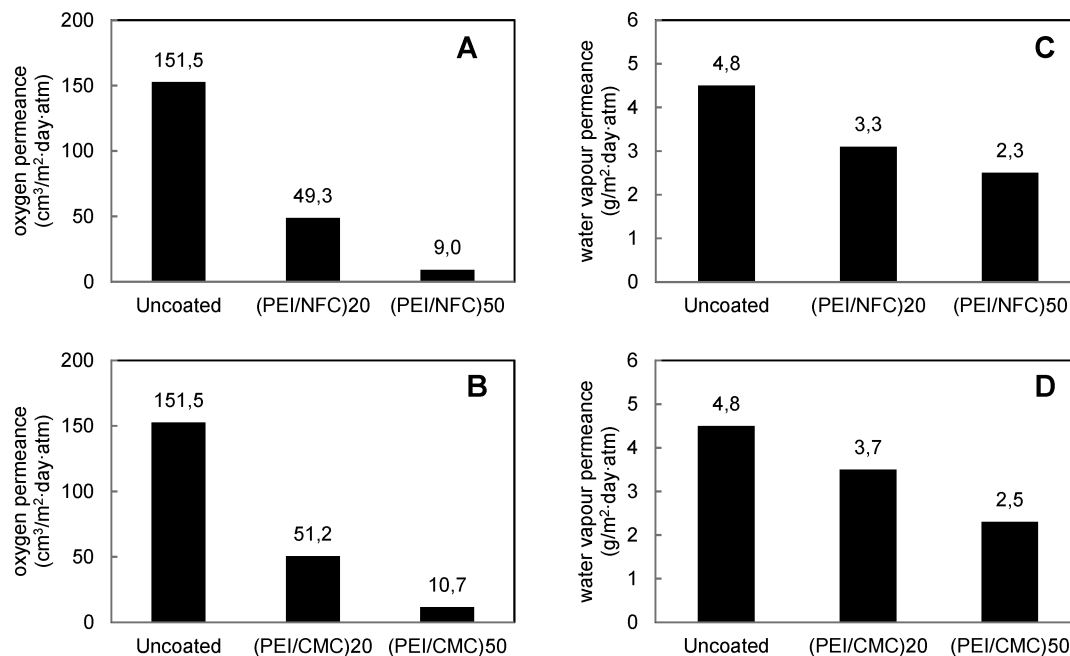 A
oxygen permeance
(cm³/m²·day·atm)
200
150
100
50
0
151,5
49,3
9,0
Uncoated (PEI/NFC)20 (PEI/NFC)50
C
water vapour permeance
(g/m²·day·atm)
6
5
4
3
2
1
0
4,8
3,3
2,3
Uncoated (PEI/NFC)20 (PEI/NFC)50
B
oxygen permeance
(cm³/m²·day·atm)
200
150
100
50
0
151,5
51,2
10,7
Uncoated (PEI/CMC)20 (PEI/CMC)50
D
water vapour permeance
(g/m²·day·atm)
6
5
4
3
2
1
0
4,8
3,7
2,5
Uncoated (PEI/CMC)20 (PEI/CMC)50